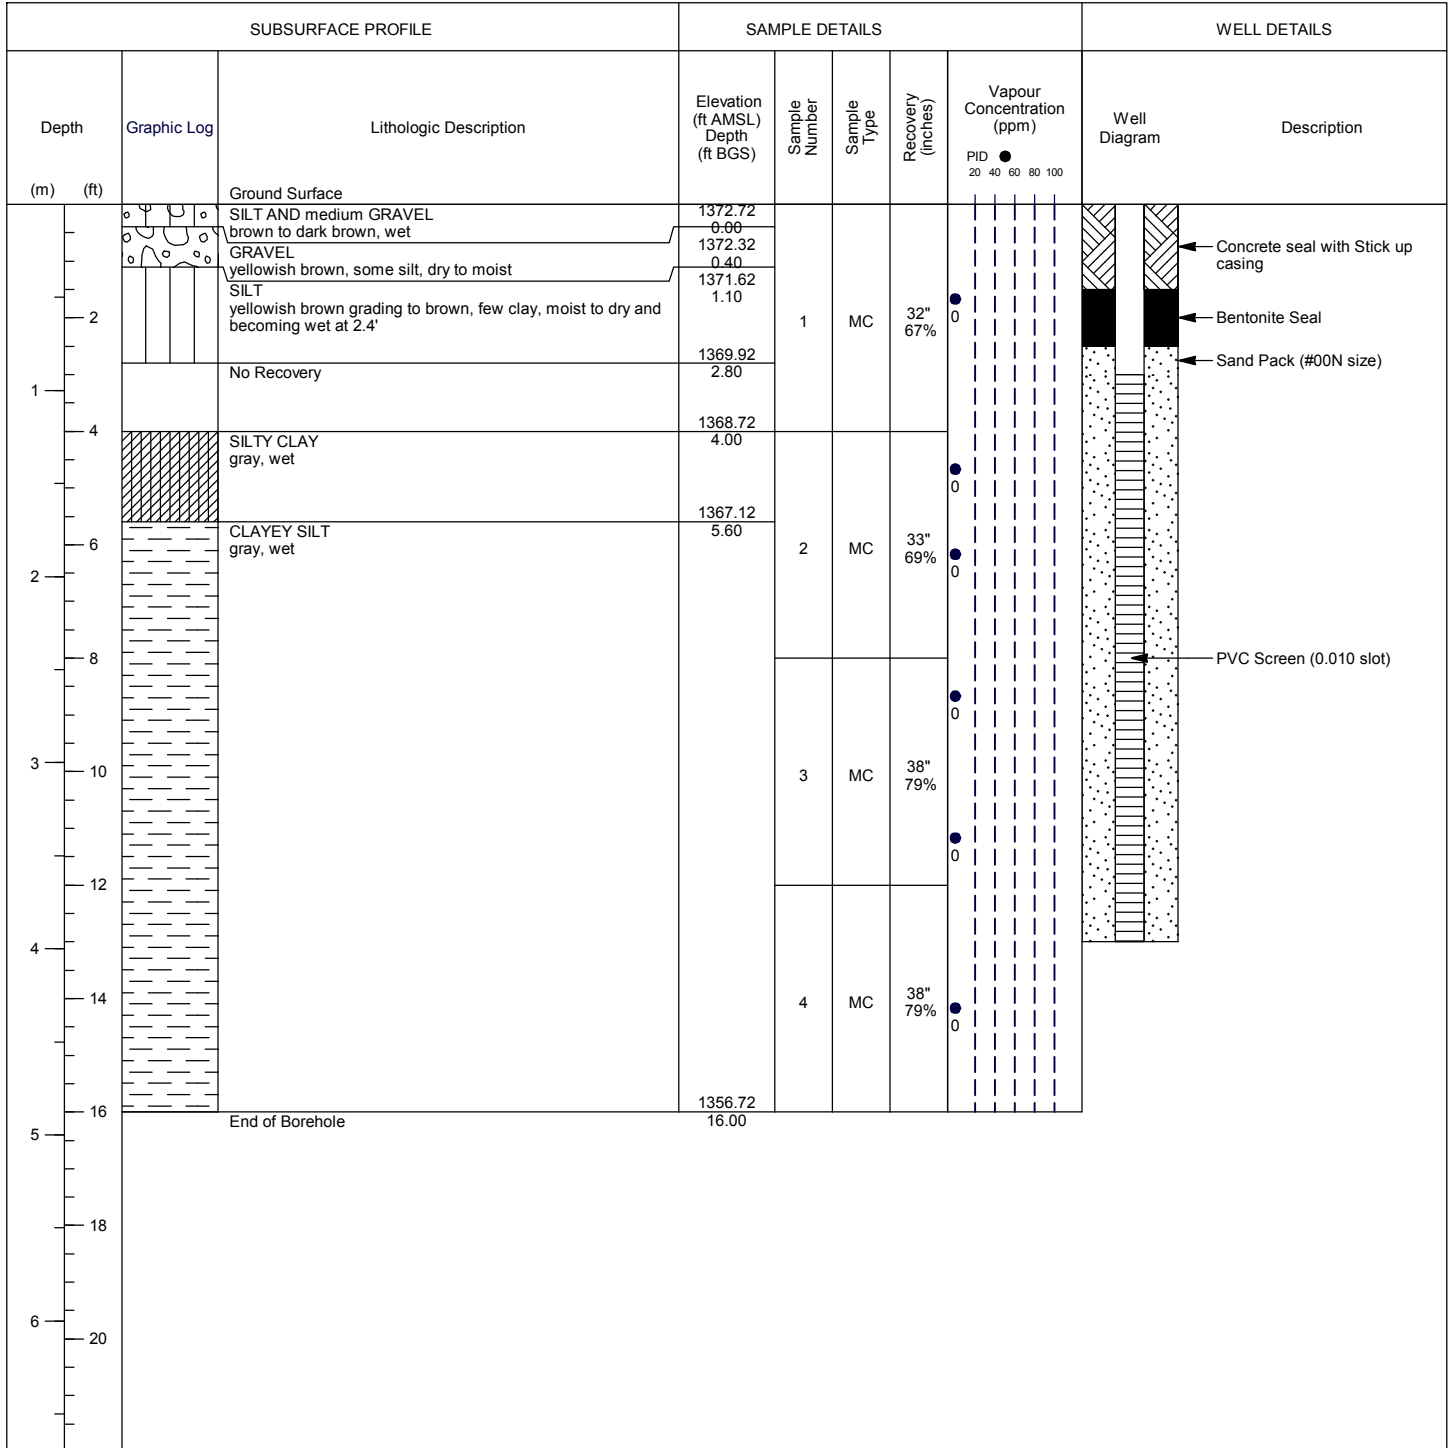 SUBSURFACE PROFILE
SAMPLE DETAILS
WELL DETAILS
Depth
(m)
(ft)
Graphic Log
Lithologic Description
Ground Surface
Elevation
(ft AMSL)
Depth
(ft BGS)
Sample
Number
Sample
Type
Recovery
(inches)
Vapour
Concentration
(ppm)
PID
20 40 60 80 100
Well
Diagram
Description
SILT AND medium GRAVEL
brown to dark brown, wet
GRAVEL
yellowish brown, some silt, dry to moist
SILT
yellowish brown grading to brown, few clay, moist to dry and
becoming wet at 2.4'
No Recovery
SILTY CLAY
gray, wet
CLAYEY SILT
gray, wet
End of Borehole
1372.72
0.00
1372.32
0.40
1371.62
1.10
1369.92
2.80
1368.72
4.00
1367.12
5.60
1356.72
16.00
1
MC
32"
67%
2
MC
33"
69%
3
MC
38"
79%
4
MC
38"
79%
0
0
0
0
0
0
Concrete seal with Stick up
casing
Bentonite Seal
Sand Pack (#00N size)
PVC Screen (0.010 slot)
1
2
3
4
5
6
2
4
6
8
10
12
14
16
18
20